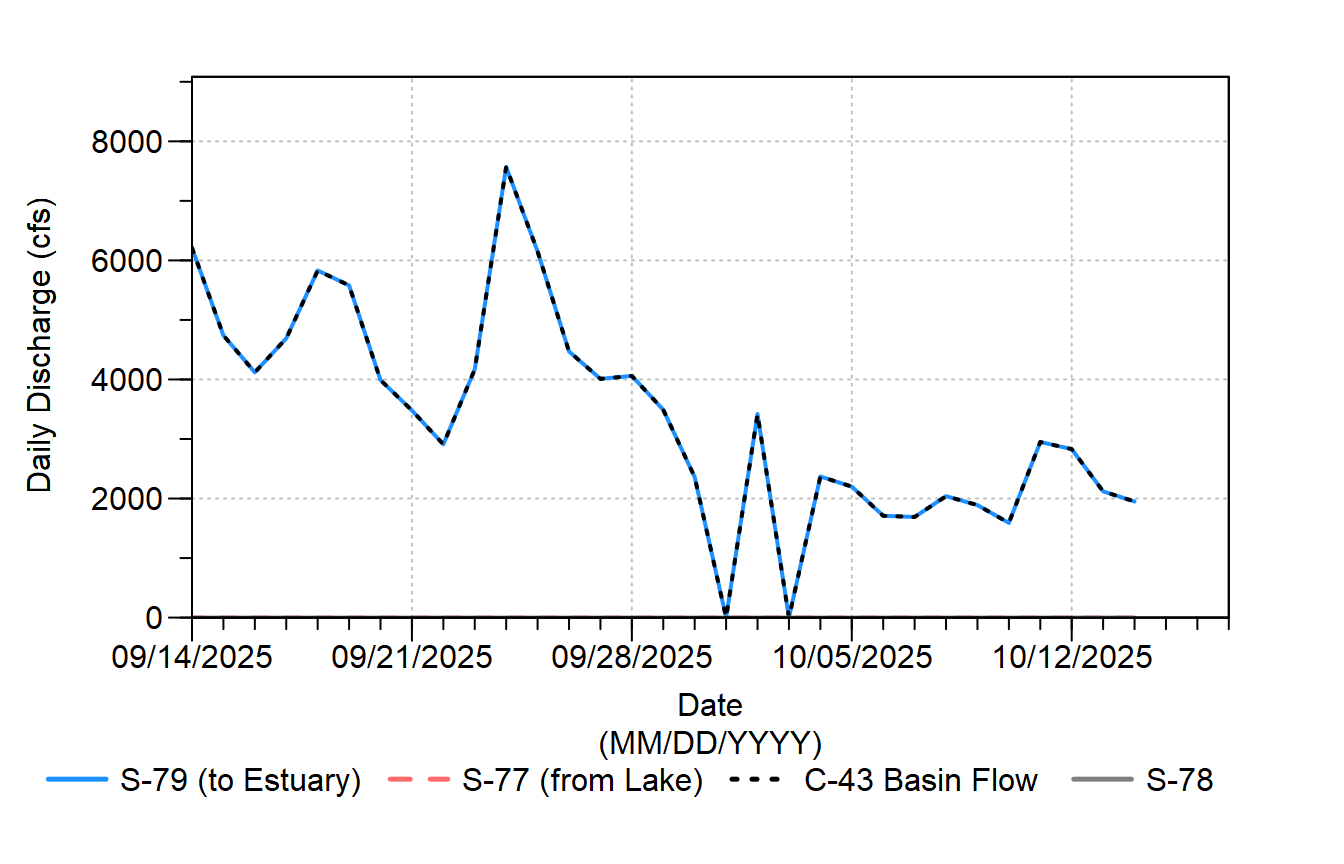 Daily Discharge (cfs)
8000
6000
4000
2000
0
09/14/2025 09/21/2025 09/28/2025 10/05/2025 10/12/2025
Date
(MM/DD/YYYY)
S-79 (to Estuary) S-77 (from Lake) C-43 Basin Flow S-78